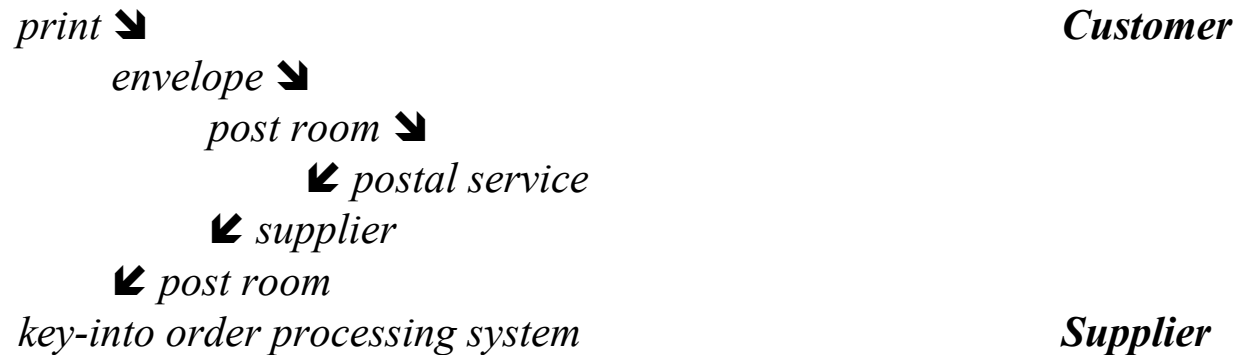 print 🡾 Customer
envelope 🡾
post room 🡾
🡿 postal service
🡿 supplier
🡿 post room
key-into order processing system Supplier